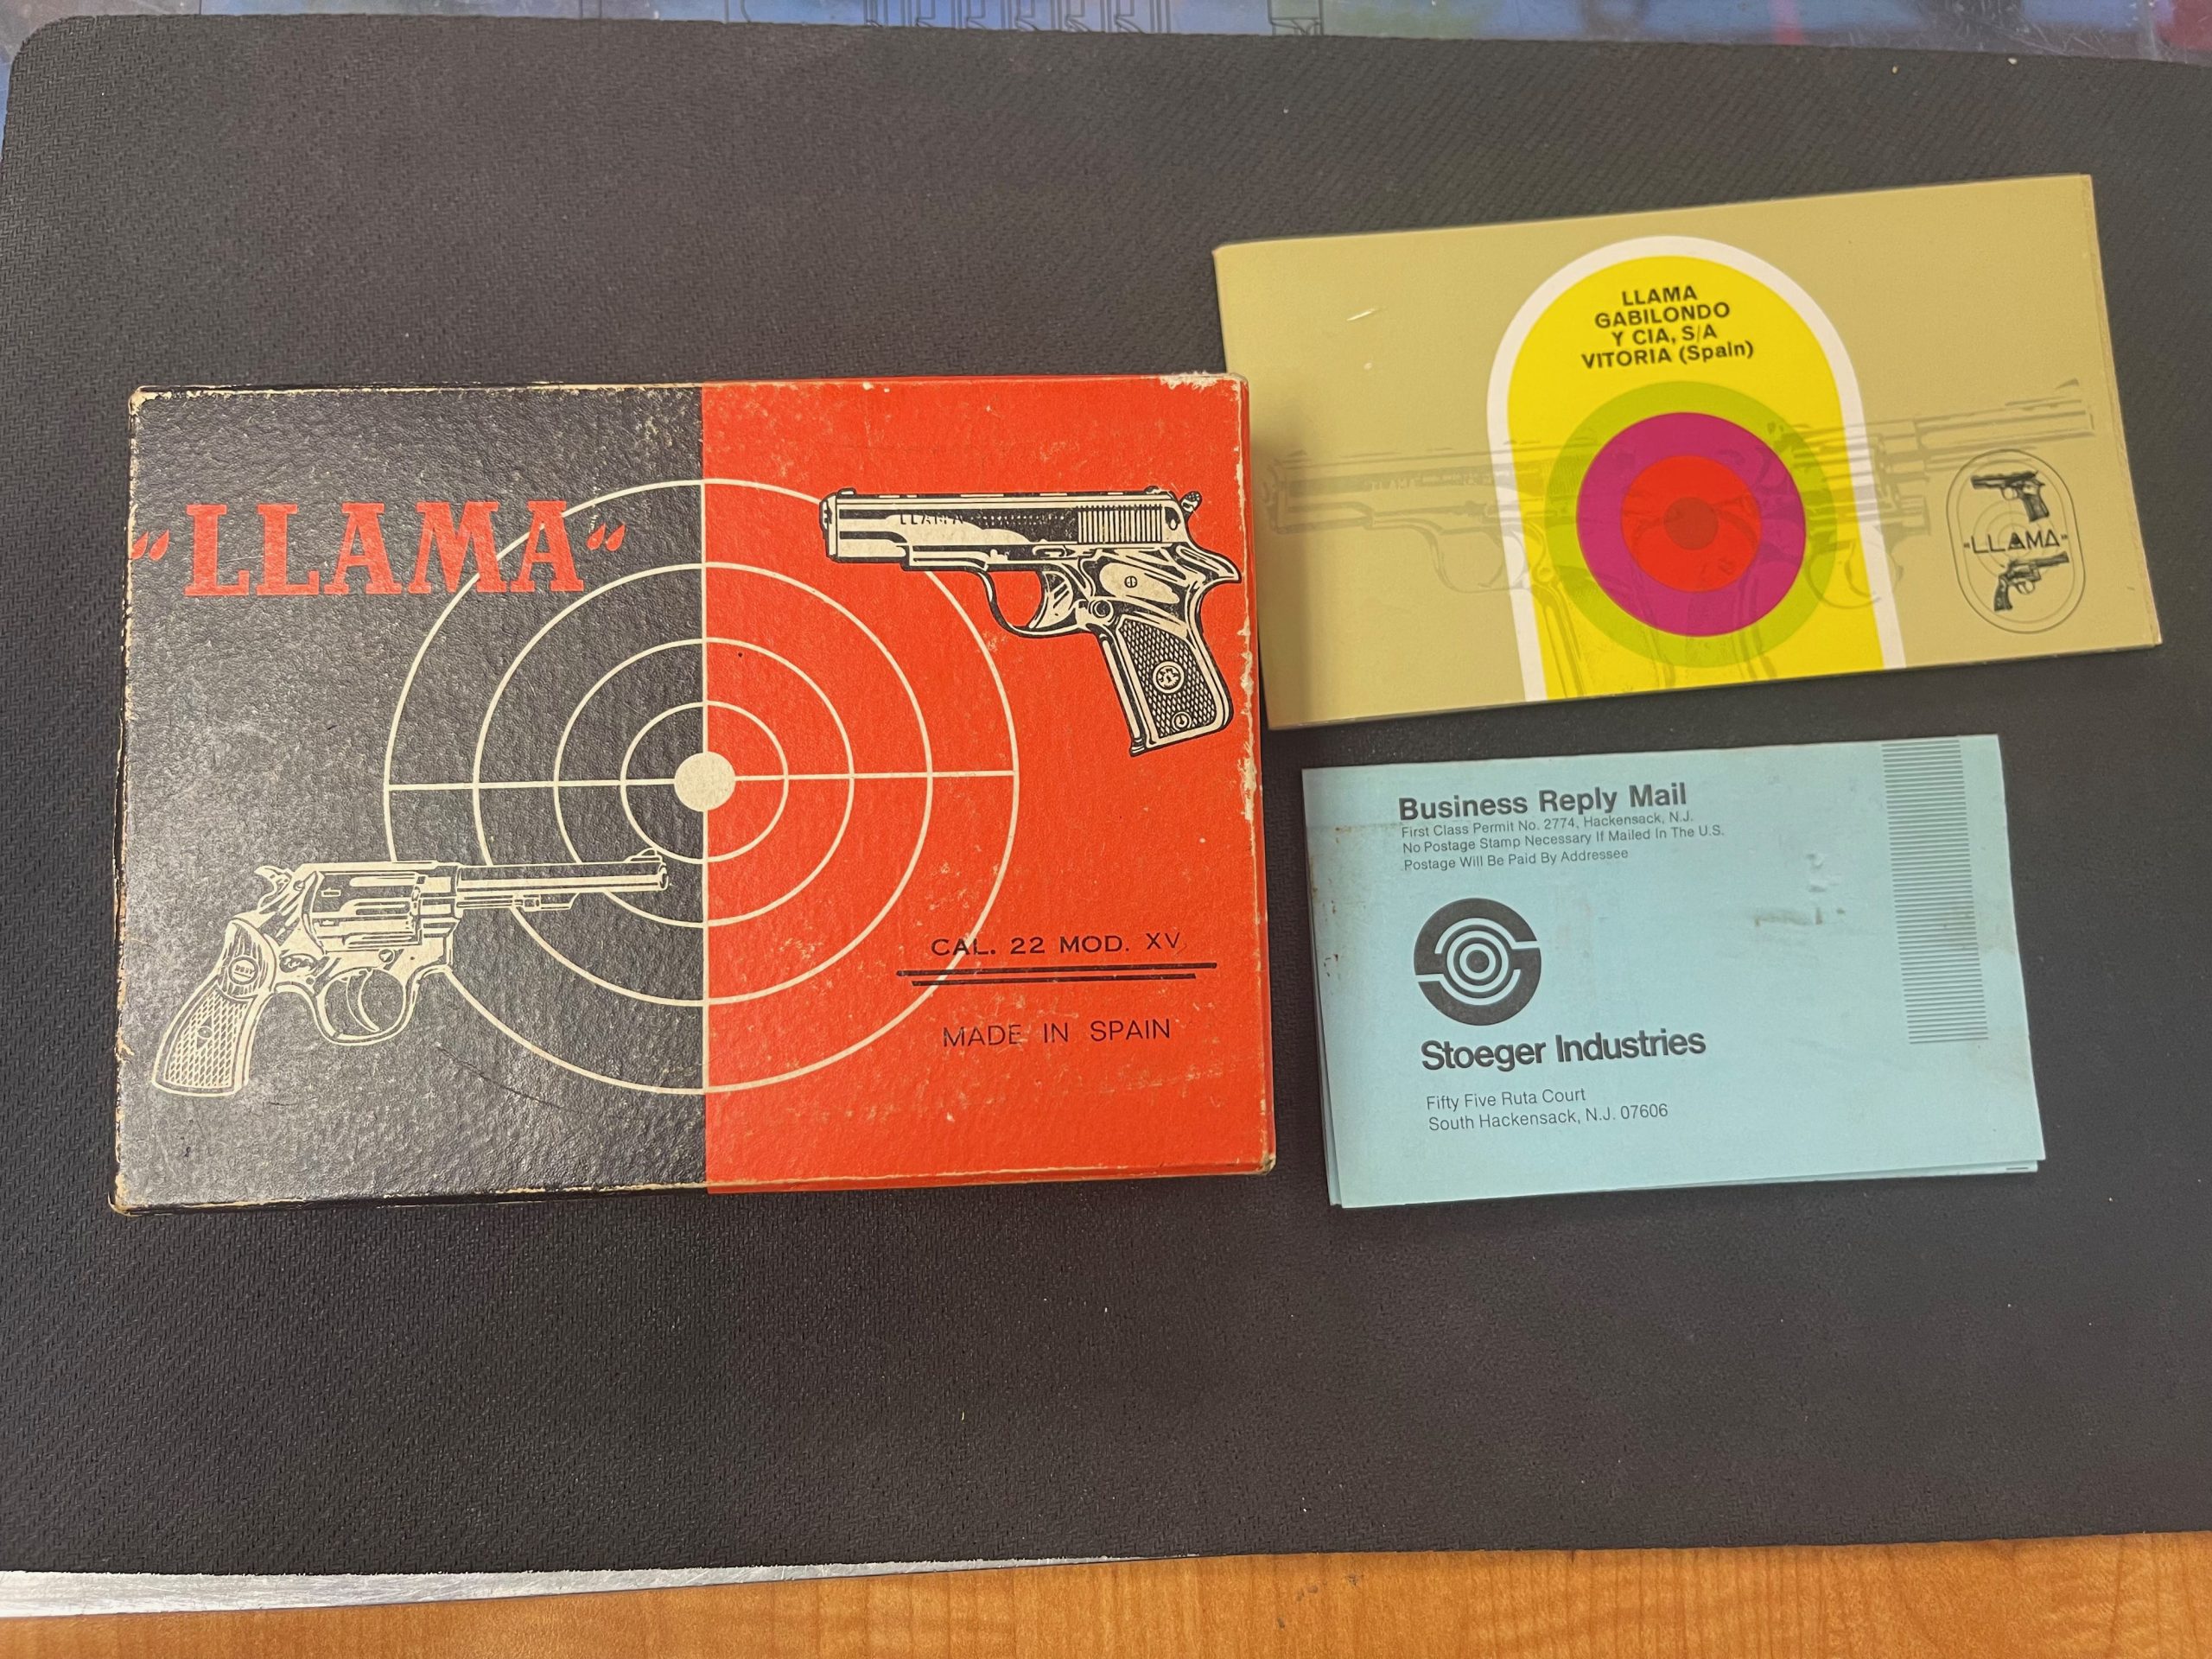 "LLAMA"
LLAMA
CAL. 22 MOD. XV
MADE IN SPAIN
LLAMA
GABILONDO
Y CIA, S/A
VITORIA (Spain)
"LLAMA"
Business Reply Mail
First Class Permit No. 2774, Hackensack, N.J.
No Postage Stamp Necessary If Mailed In The U.S.
Postage Will Be Paid By Addressee
Stoeger Industries
Fifty Five Ruta Court
South Hackensack, N.J. 07606